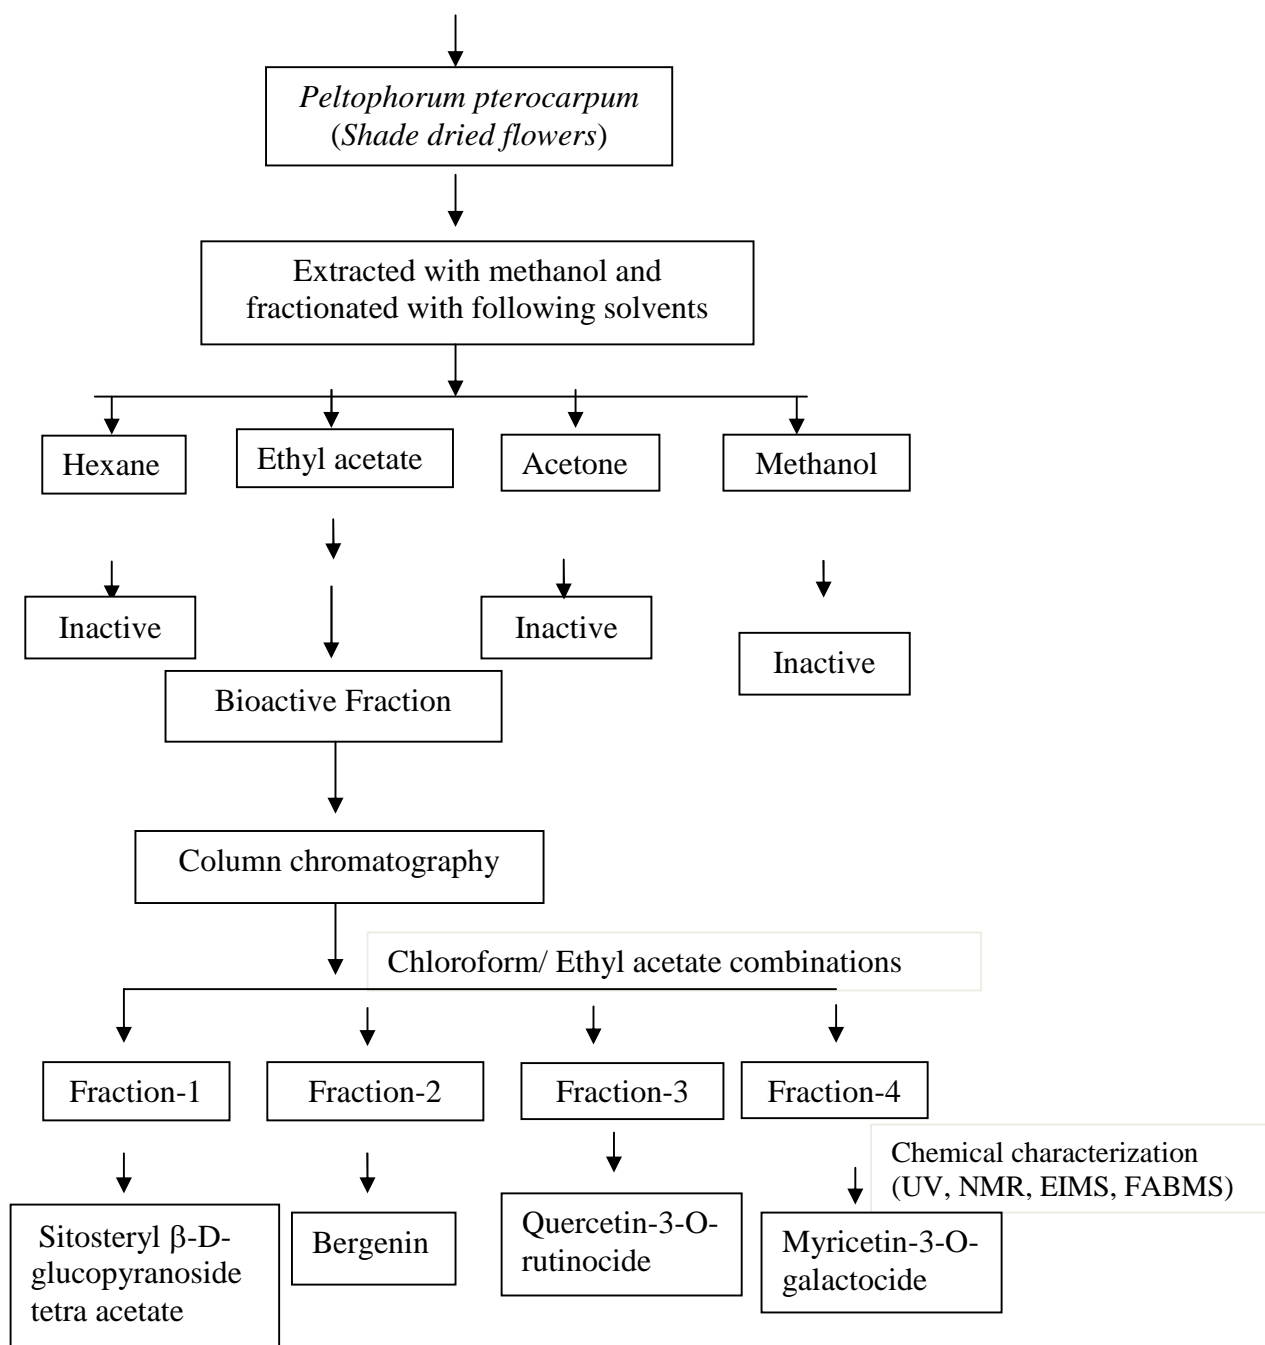 Peltophorum pterocarpum
(Shade dried flowers)
Extracted with methanol and
fractionated with following solvents
Hexane
Ethyl acetate
Acetone
Methanol
Inactive
Inactive
Inactive
Bioactive Fraction
Column chromatography
Chloroform/ Ethyl acetate combinations
Fraction-1
Fraction-2
Fraction-3
Fraction-4
Chemical characterization
(UV, NMR, EIMS, FABMS)
Sitosteryl β-D-
glucopyranoside
tetra acetate
Bergenin
Quercetin-3-O-
rutinocide
Myricetin-3-O-
galactocide